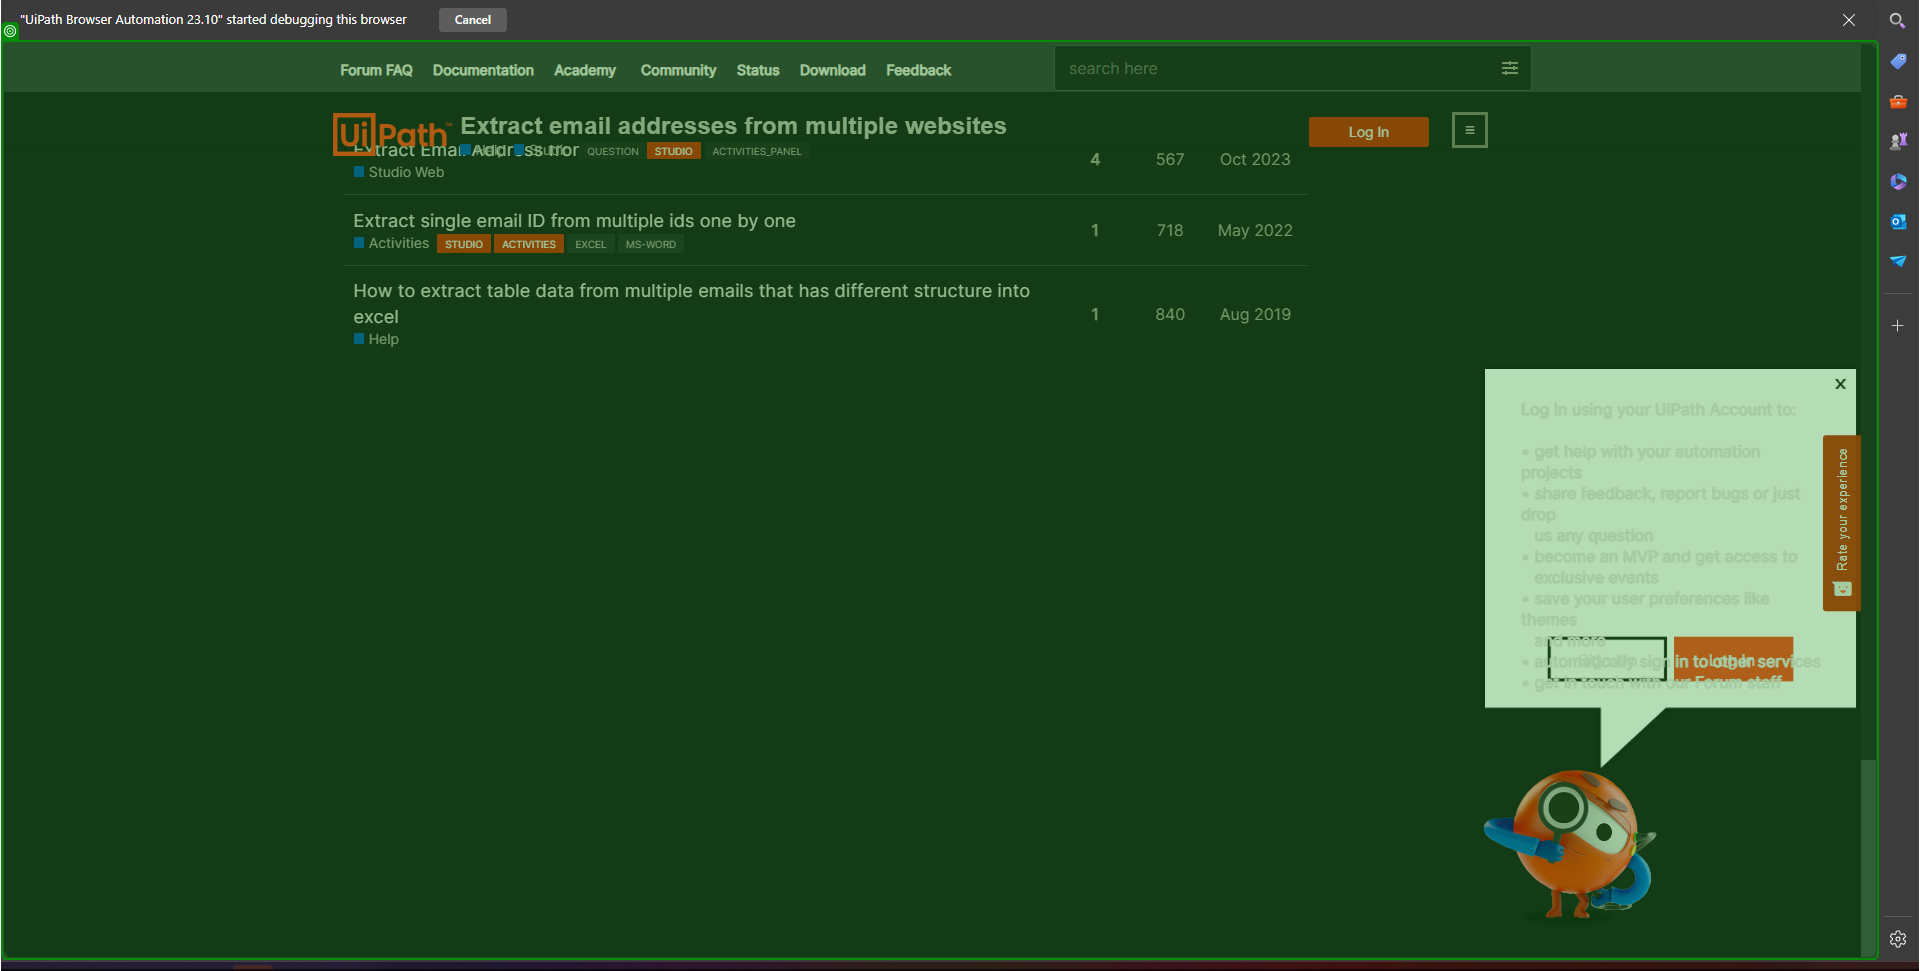 "UiPath Browser Automation 23.10" started debugging this browser Cancel
Forum FAQ Documentation Academy Community Status Download Feedback search here
UiPath™ Extract email addresses from multiple websites Log In
Extract Email Address for Help Studio QUESTION STUDIO ACTIVITIES_PANEL 4 567 Oct 2023
Studio Web
Extract single email ID from multiple ids one by one 1 718 May 2022
Activities STUDIO ACTIVITIES EXCEL MS-WORD
How to extract table data from multiple emails that has different structure into
excel 1 840 Aug 2019
Help
X
Log In using your UiPath Account to:
• get help with your automation
projects
• share feedback, report bugs or just
drop
us any question
• become an MVP and get access to
exclusive events
• save your user preferences like
themes
and more
• automatically sign in to other services
Log In
• get in touch with our Forum staff
Rate your experience